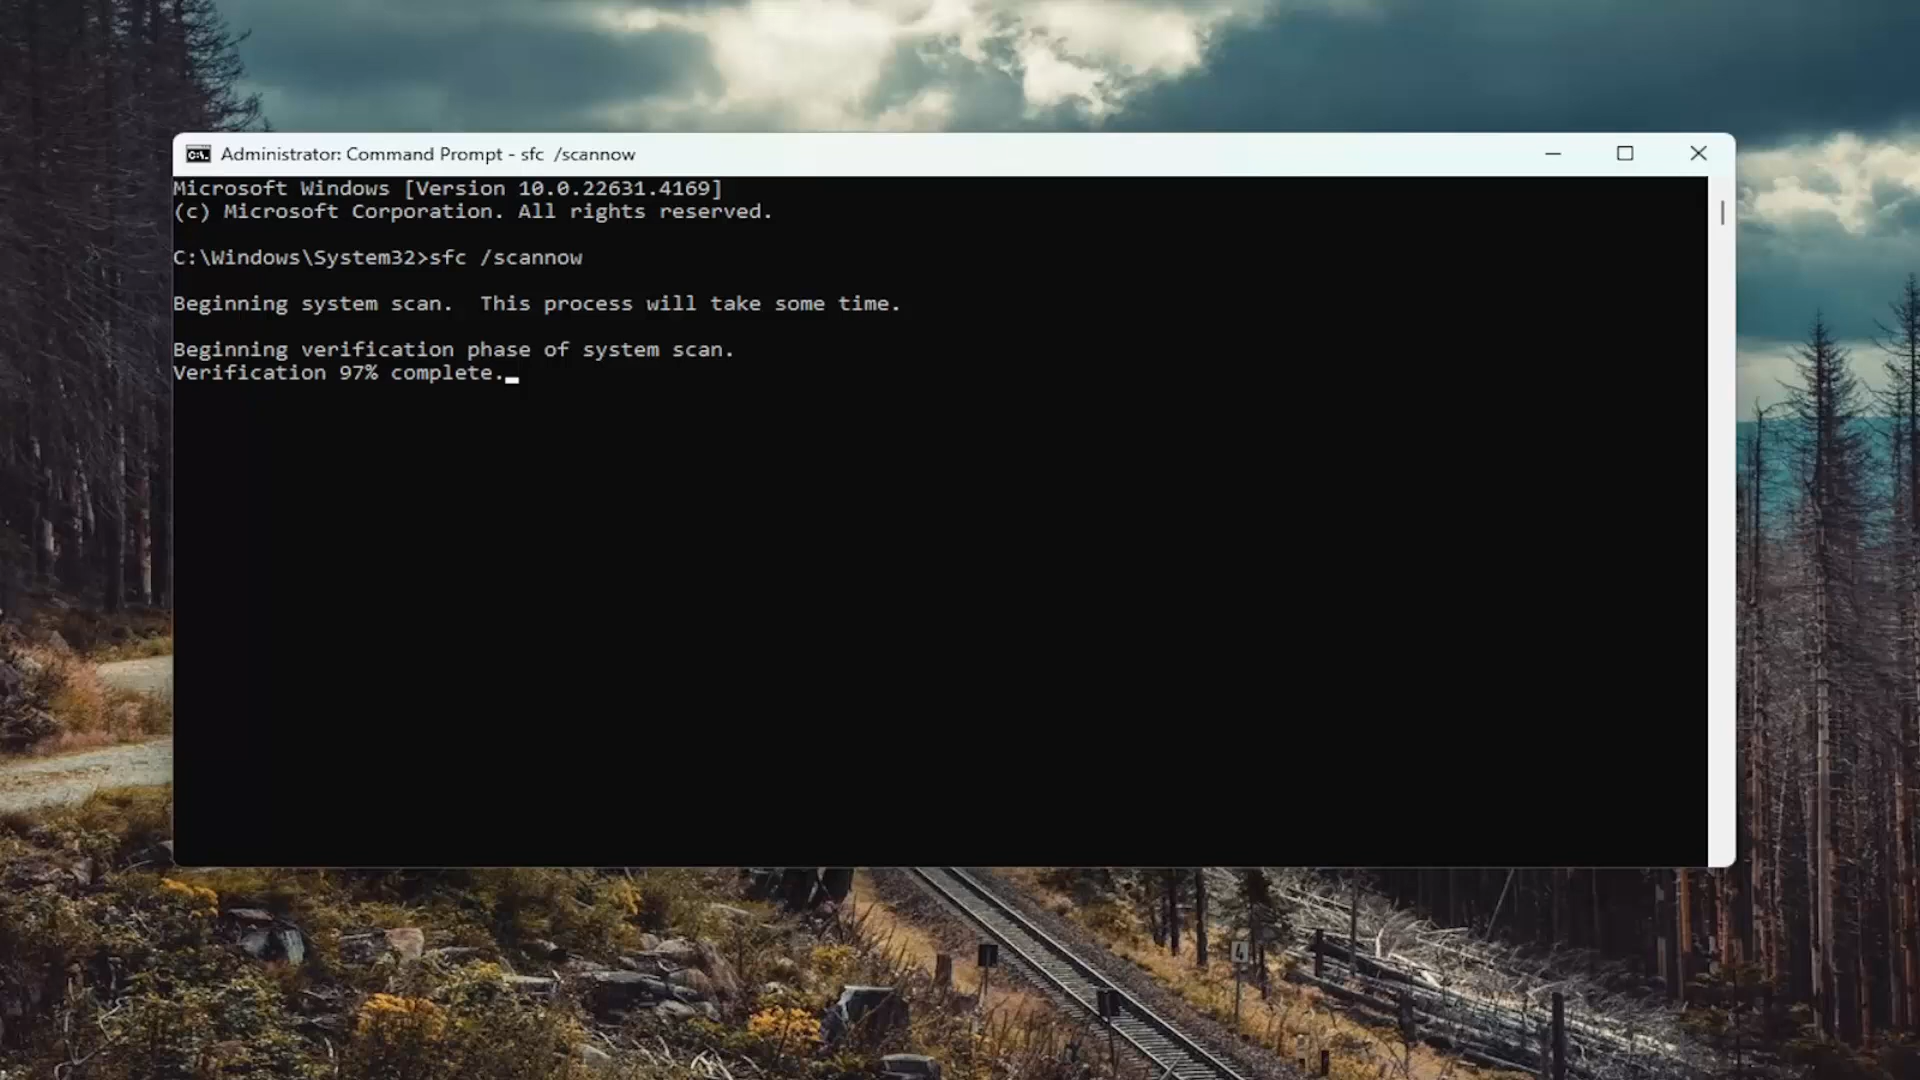 Administrator: Command Prompt - sfc  /scannow
Microsoft Windows [Version 10.0.22631.4169]
(c) Microsoft Corporation. All rights reserved.
C:\Windows\System32>sfc /scannow
Beginning system scan.  This process will take some time.
Beginning verification phase of system scan.
Verification 97% complete.